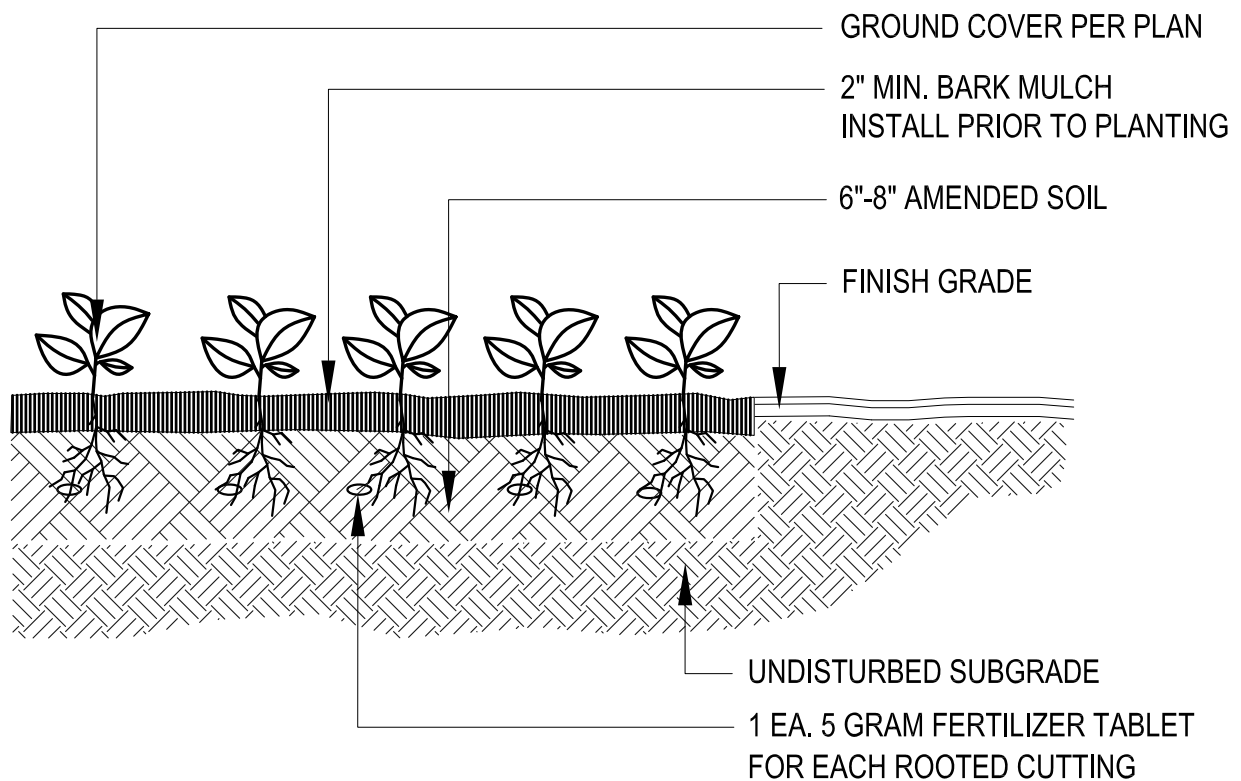 GROUND COVER PER PLAN
2" MIN. BARK MULCH
INSTALL PRIOR TO PLANTING
6"-8" AMENDED SOIL
FINISH GRADE
UNDISTURBED SUBGRADE
1 EA. 5 GRAM FERTILIZER TABLET
FOR EACH ROOTED CUTTING